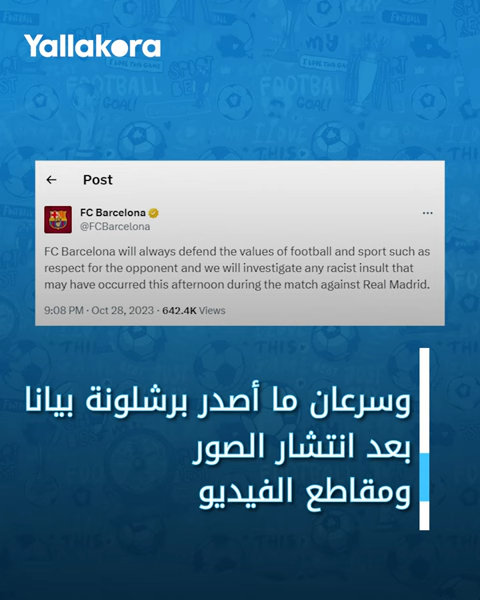 Yallakora
Post
FC Barcelona
@FCBarcelona
FC Barcelona will always defend the values of football and sport such as
respect for the opponent and we will investigate any racist insult that
may have occurred this afternoon during the match against Real Madrid.
9:08 PM · Oct 28, 2023 · 642.4K Views
وسرعان ما أصدر برشلونة بيانا
بعد انتشار الصور
ومقاطع الفيديو